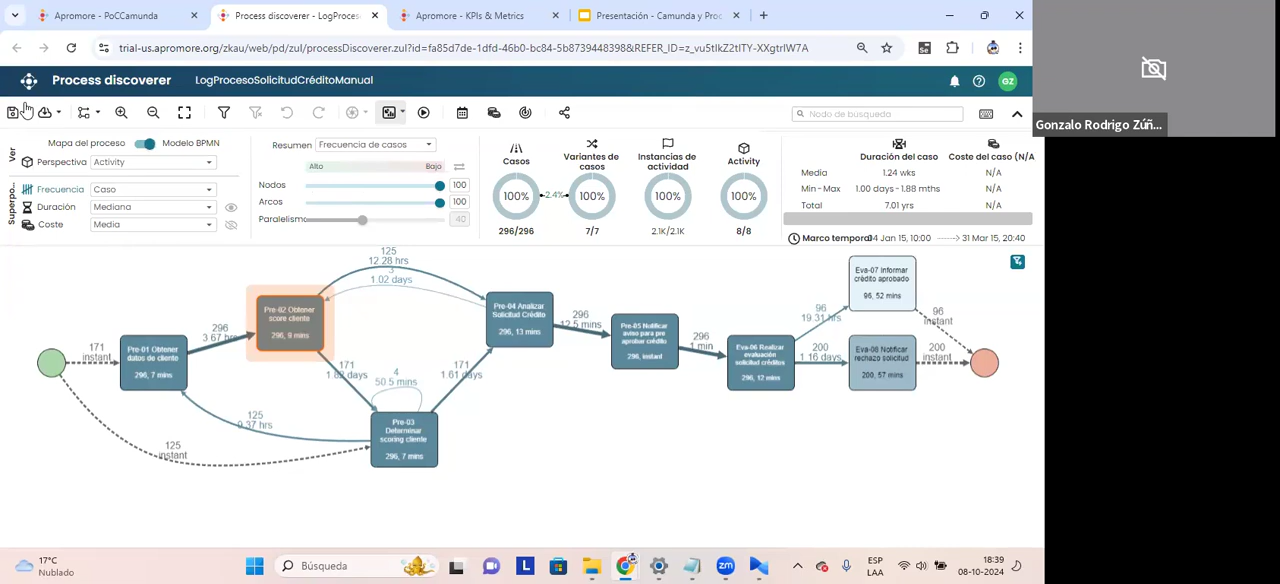 Apromore - PoCCamunda
Process discoverer - LogProces
Apromore - KPIs & Metrics
Presentación - Camunda y Proc
trial-us.apromore.org/zkau/web/pd/zul/processDiscoverer.zul?id=fa85d7de-1dfd-46b0-bc84-5b8739448398&REFER_ID=z_vu5tIkZ2tITY-XXgtrIW7A
Process discoverer
LogProcesoSolicitudCréditoManual
GZ
Nodo de búsqueda
Gonzalo Rodrigo Zúñ...
Ver
Mapa del proceso
Modelo BPMN
Perspectiva
Activity
Superpo..
Frecuencia
Caso
Duración
Mediana
Coste
Media
Resumen
Frecuencia de casos
Alto
Bajo
Nodos
100
Arcos
100
Paralelismo
40
Casos
100%
296/296
2.4%
Variantes de
casos
100%
7/7
Instancias de
actividad
100%
2.1K/2.1K
Activity
100%
8/8
Duración del caso
Coste del caso (N/A
Media
1.24 wks
N/A
Min - Max
1.00 days - 1.88 mths
N/A
Total
7.01 yrs
N/A
Marco temporal
04 Jan 15, 10:00
31 Mar 15, 20:40
125
12.28 hrs
3
1.02 days
171
instant
Pre-01 Obtener
datos de cliente
296, 7 mins
296
3.67 hrs
Pre-02 Obtener
score cliente
296, 9 mins
Pre-04 Analizar
Solicitud Crédito
296, 13 mins
296
12.5 mins
Pre-05 Notificar
aviso para pre
aprobar crédito
296, instant
296
1 min
Eva-06 Realizar
evaluación
solicitud créditos
296, 12 mins
96
19.31 hrs
Eva-07 Informar
crédito aprobado
96, 52 mins
96
instant
200
1.16 days
Eva-08 Notificar
rechazo solicitud
200, 57 mins
200
instant
171
4
50.5 mins
171
1.61 days
125
9.37 hrs
Pre-03
Determinar
scoring cliente
296, 7 mins
125
instant
17°C
Nublado
Búsqueda
L
zm
ESP
LAA
18:39
08-10-2024